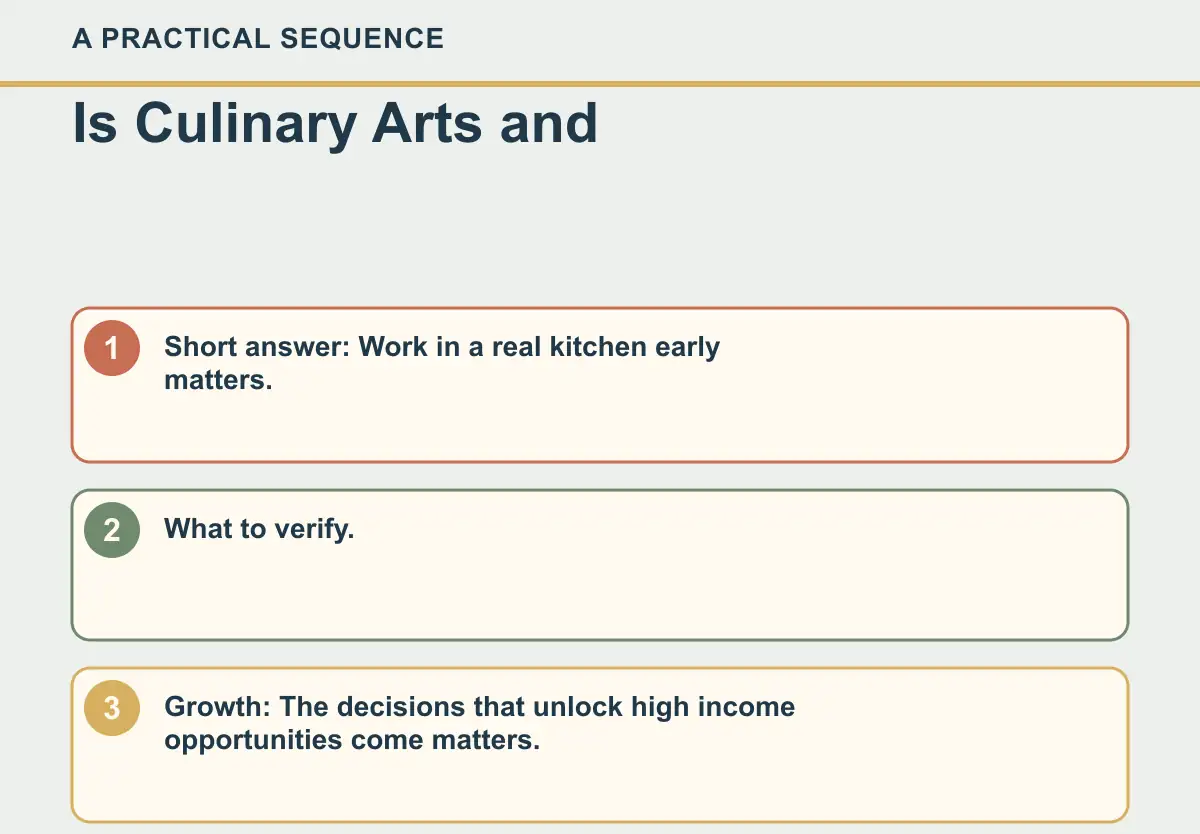 A PRACTICAL SEQUENCE
Is Culinary Arts and
1
Short answer: Work in a real kitchen early
matters.
2
What to verify.
3
Growth: The decisions that unlock high income
opportunities come matters.